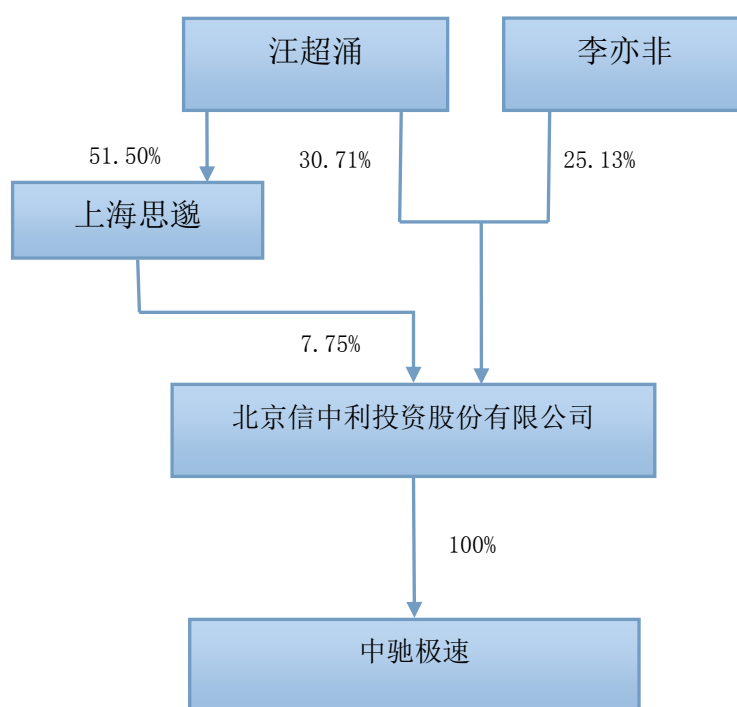 汪超涌
李亦非
51.50%
30.71%
25.13%
上海思邈
7.75%
北京信中利投资股份有限公司
100%
中驰极速